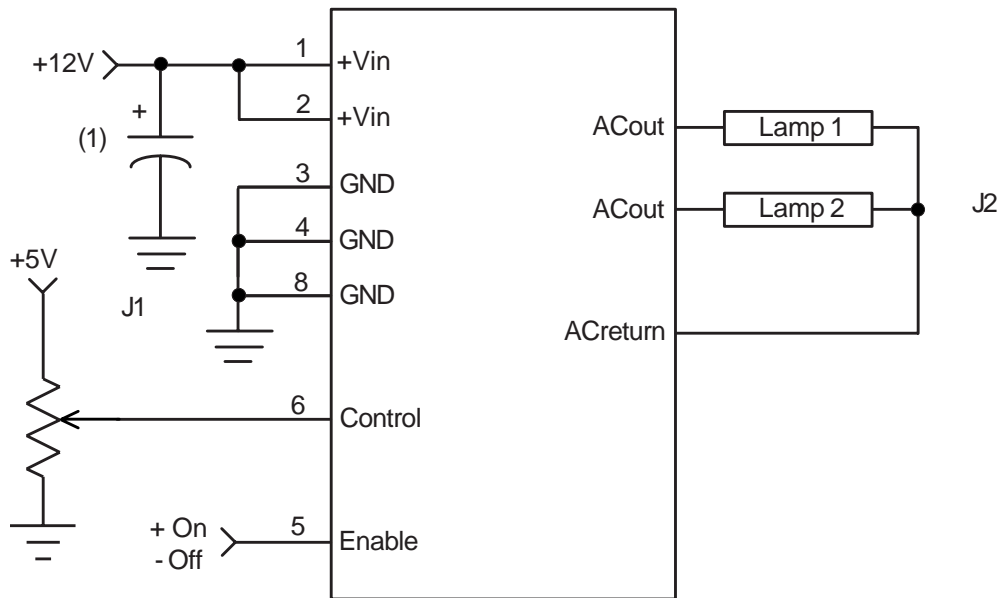 +12V
1
+Vin
+
(1)
2
+Vin
3
GND
4
GND
8
GND
+5V
J1
6
Control
+ On
- Off
5
Enable
ACout
Lamp 1
ACout
Lamp 2
J2
ACreturn